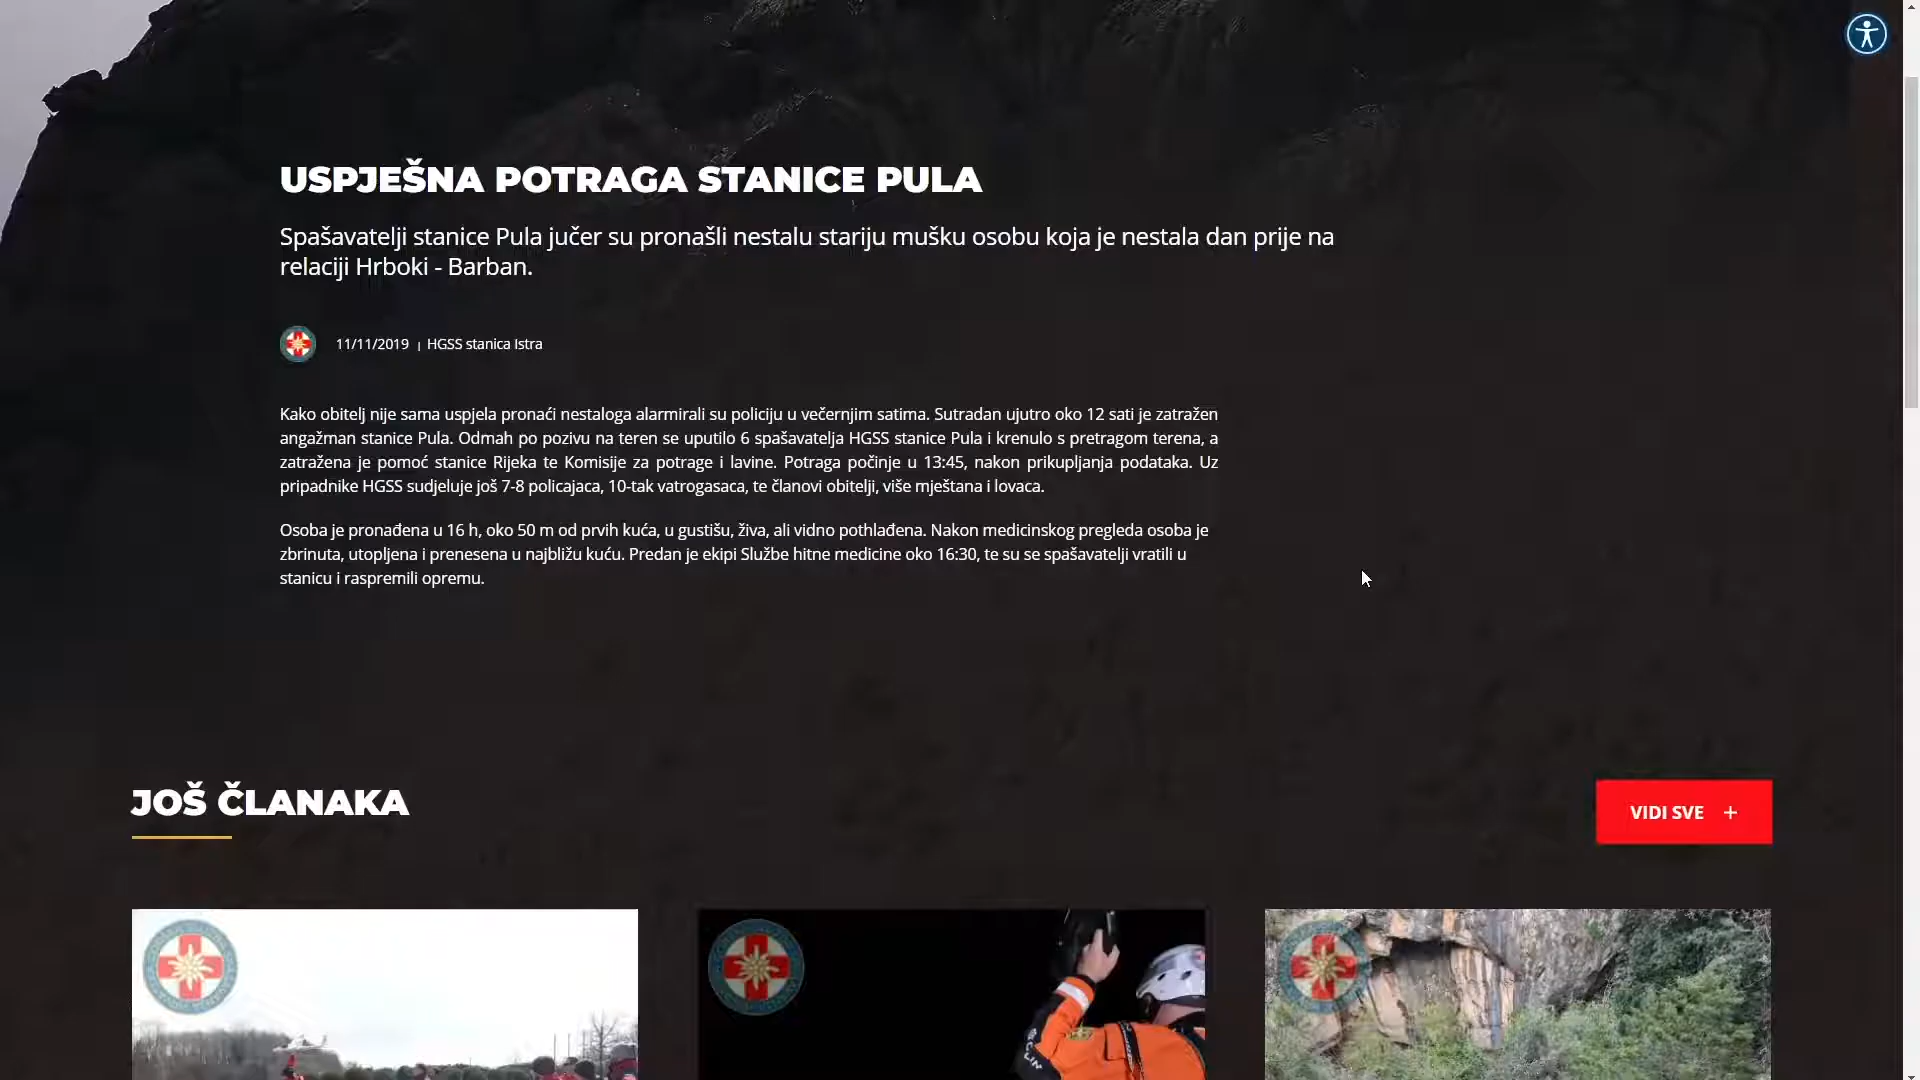 USPJEŠNA POTRAGA STANICE PULA
Spašavatelji stanice Pula jučer su pronašli nestalu stariju mušku osobu koja je nestala dan prije na
relaciji Hrboki - Barban.
11/11/2019 | HGSS stanica Istra
Kako obitelj nije sama uspjela pronaći nestaloga alarmirali su policiju u večernjim satima. Sutradan ujutro oko 12 sati je zatražen
angažman stanice Pula. Odmah po pozivu na teren se uputilo 6 spašavatelja HGSS stanice Pula i krenulo s pretragom terena, a
zatražena je pomoć stanice Rijeka te Komisije za potrage i lavine. Potraga počinje u 13:45, nakon prikupljanja podataka. Uz
pripadnike HGSS sudjeluje još 7-8 policajaca, 10-tak vatrogasaca, te članovi obitelji, više mještana i lovaca.
Osoba je pronađena u 16 h, oko 50 m od prvih kuća, u gustišu, živa, ali vidno pothlađena. Nakon medicinskog pregleda osoba je
zbrinuta, utopljena i prenesena u najbližu kuću. Predan je ekipi Službe hitne medicine oko 16:30, te su se spašavatelji vratili u
stanicu i raspremili opremu.
JOŠ ČLANAKA
VIDI SVE +